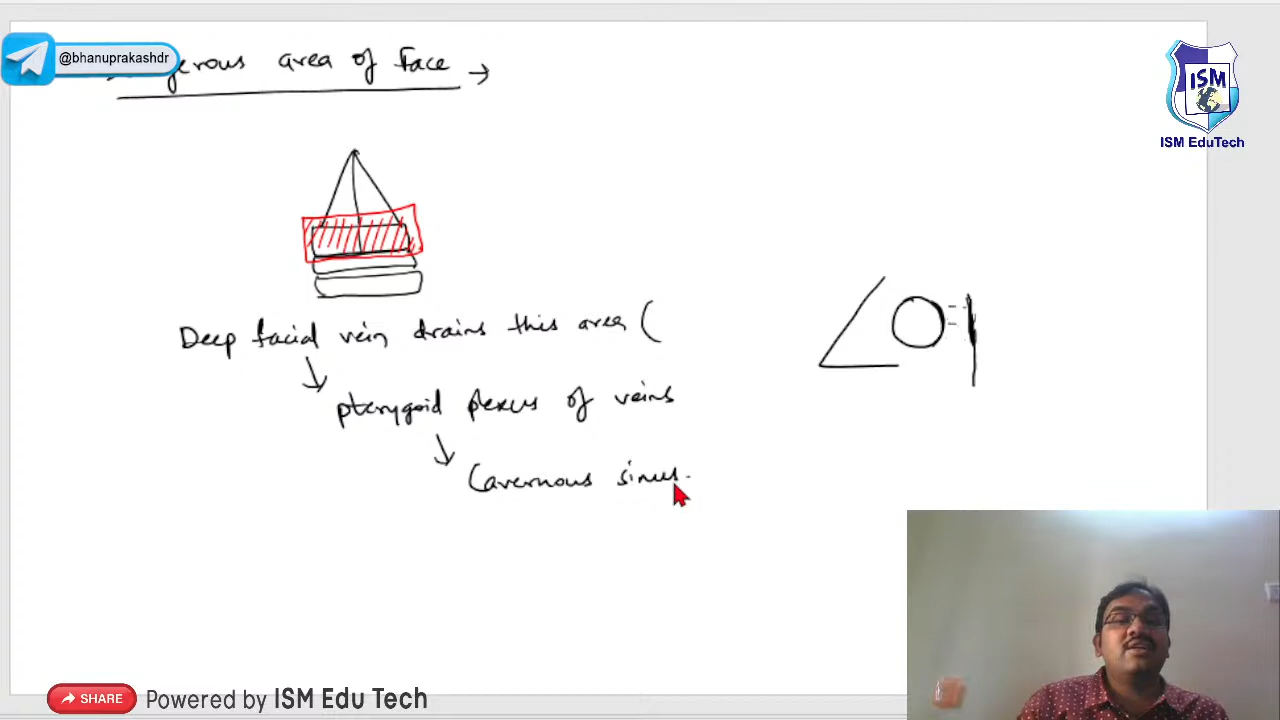 @bhanuprakashdr
gerous area of Face →
ISM
ISM EduTech
Deep facial vein drains this area (
pterygoid plexus of veins
Cavernous sinus.
SHARE
Powered by ISM Edu Tech